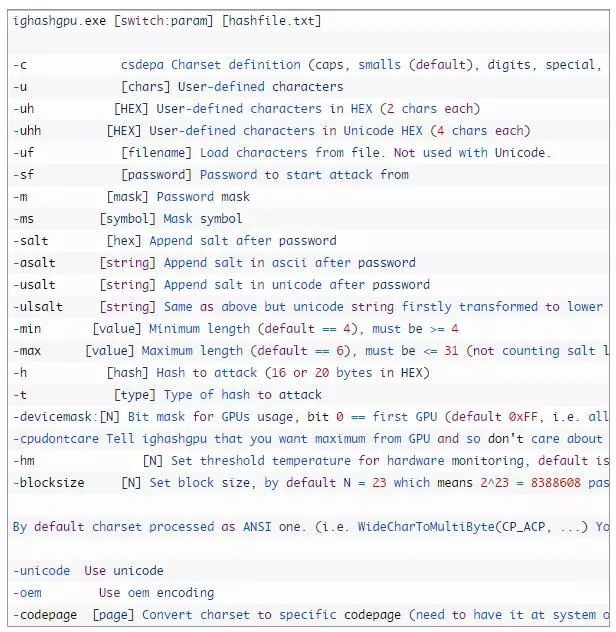 ighashgpu.exe [switch:param] [hashfile.txt]
-c csdepa Charset definition (caps, smalls (default), digits, special,
-u [chars] User-defined characters
-uh [HEX] User-defined characters in HEX (2 chars each)
-uhh [HEX] User-defined characters in Unicode HEX (4 chars each)
-uf [filename] Load characters from file. Not used with Unicode.
-sf [password] Password to start attack from
-m [mask] Password mask
-ms [symbol] Mask symbol
-salt [hex] Append salt after password
-asalt [string] Append salt in ascii after password
-usalt [string] Append salt in unicode after password
-ulsalt [string] Same as above but unicode string firstly transformed to lower
-min [value] Minimum length (default == 4), must be >= 4
-max [value] Maximum length (default == 6), must be <= 31 (not counting salt l
-h [hash] Hash to attack (16 or 20 bytes in HEX)
-t [type] Type of hash to attack
-devicemask:[N] Bit mask for GPUs usage, bit 0 == first GPU (default 0xFF, i.e. all
-cpudontcare Tell ighashgpu that you want maximum from GPU and so don't care about
-hm [N] Set threshold temperature for hardware monitoring, default is
-blocksize [N] Set block size, by default N = 23 which means 2^23 = 8388608 pas
By default charset processed as ANSI one. (i.e. WideCharToMultiByte(CP_ACP, ...) Yo
-unicode Use unicode
-oem Use oem encoding
-codepage [page] Convert charset to specific codepage (need to have it at system o